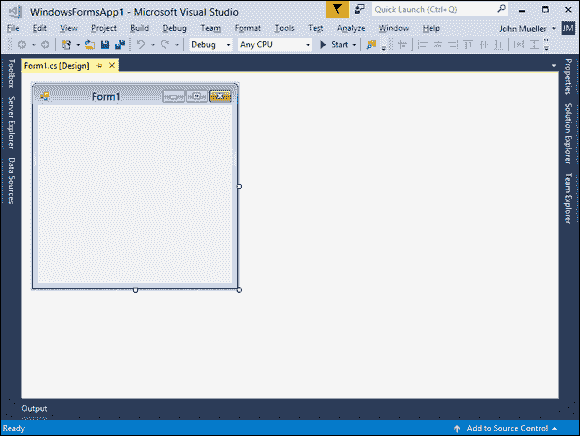 WindowsFormsApp1 - Microsoft Visual Studio
Quick Launch (Ctrl+Q)
File Edit View Project Build Debug Team Format Tools Test Analyze Window Help John Mueller JM
Debug Any CPU Start
Form1.cs [Design]
Form1
Toolbox
Server Explorer
Data Sources
Properties
Solution Explorer
Team Explorer
Output
Ready Add to Source Control